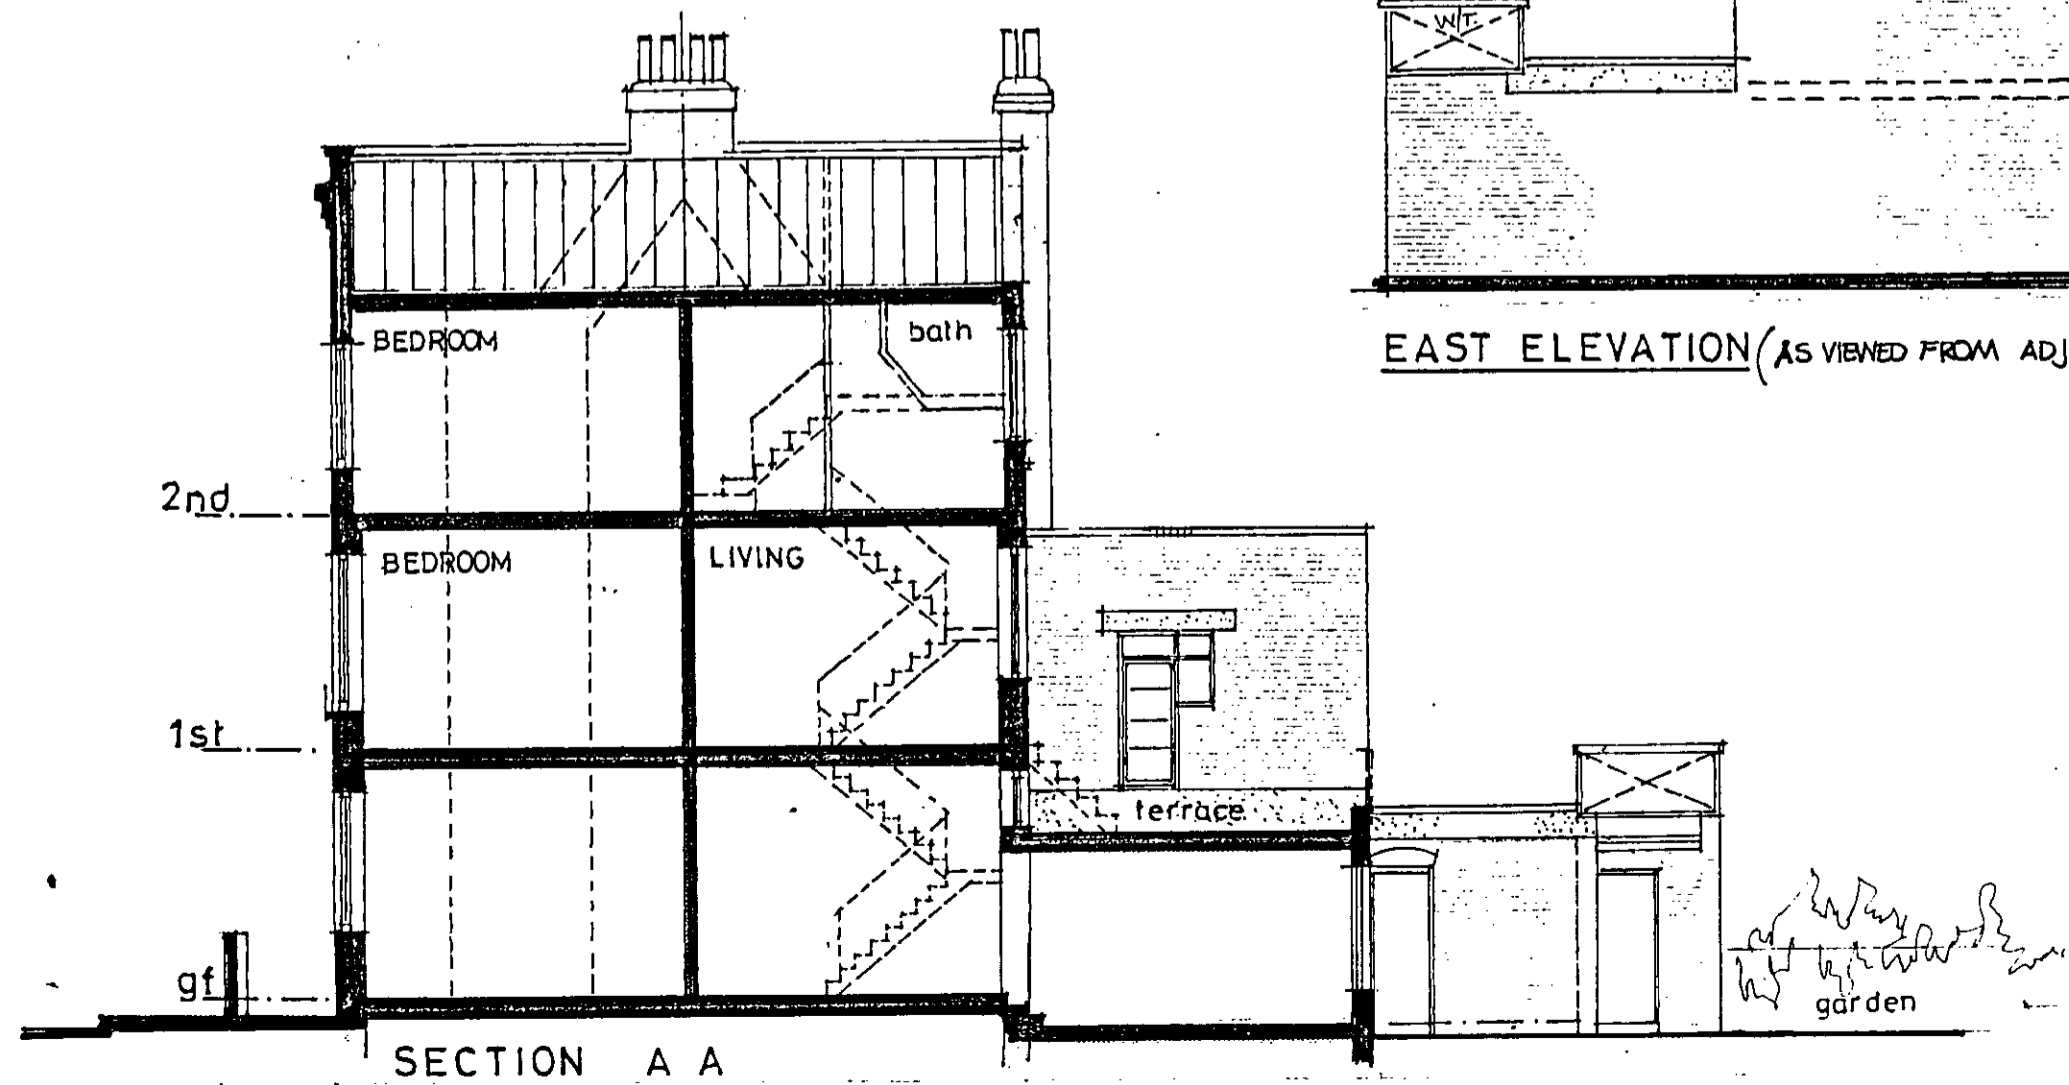 W.T.
EAST ELEVATION (AS VIEWED FROM ADJ
BEDROOM
bath
2nd
BEDROOM
LIVING
1st
terrace
gf
garden
SECTION A A